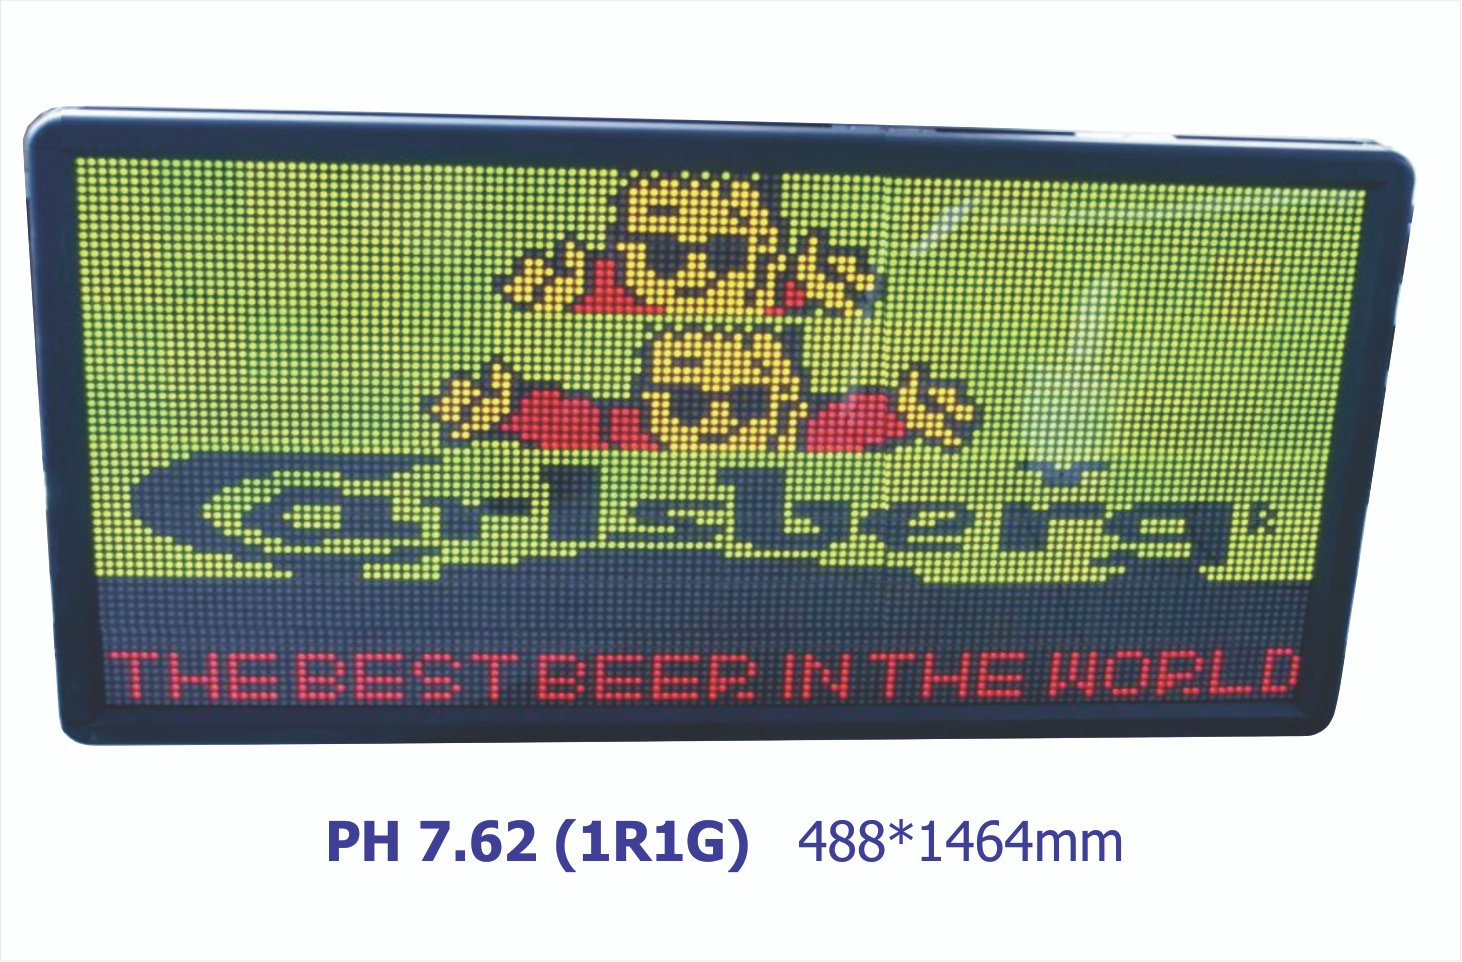 Carlsberg®
THE BEST BEER IN THE WORLD
PH 7.62 (1R1G) 488*1464mm